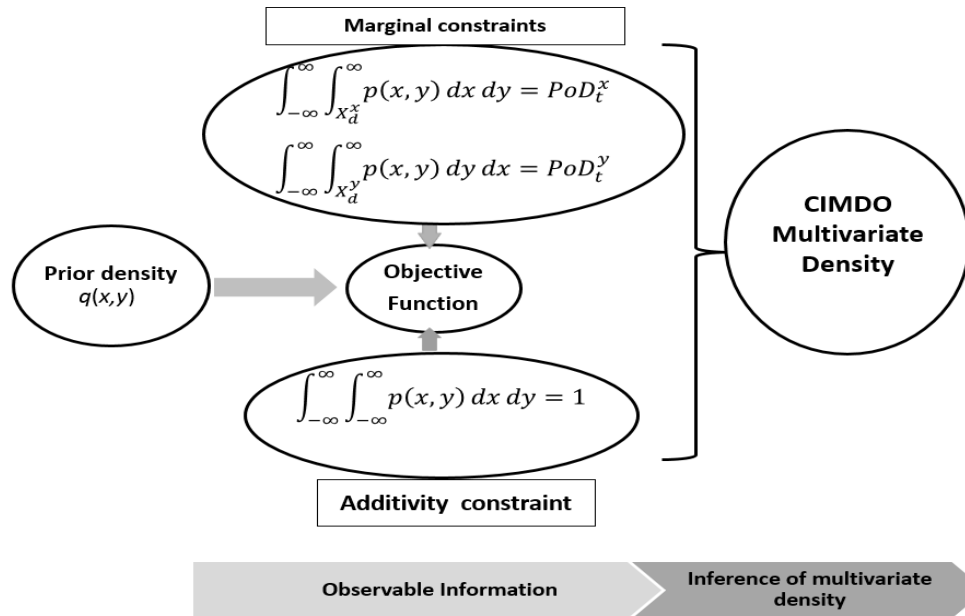 Marginal constraints
∫_{-∞}^{∞} ∫_{X_d^x}^{∞} p(x, y) dx dy = PoD_t^x
∫_{-∞}^{∞} ∫_{X_d^y}^{∞} p(x, y) dy dx = PoD_t^y
CIMDO
Multivariate
Density
Prior density
q(x,y)
Objective
Function
∫_{-∞}^{∞} ∫_{-∞}^{∞} p(x, y) dx dy = 1
Additivity constraint
Observable Information
Inference of multivariate
density